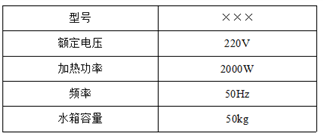 型号 ×××
额定电压 220V
加热功率 2000W
频率 50Hz
水箱容量 50kg